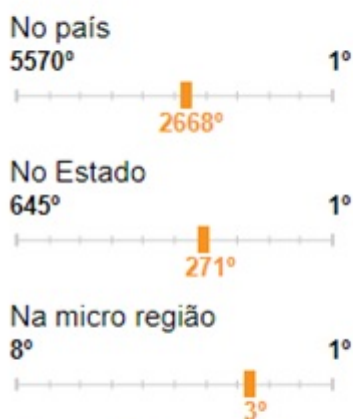 No país
5570º 1º
2668º
No Estado
645º 1º
271º
Na micro região
8º 1º
3º